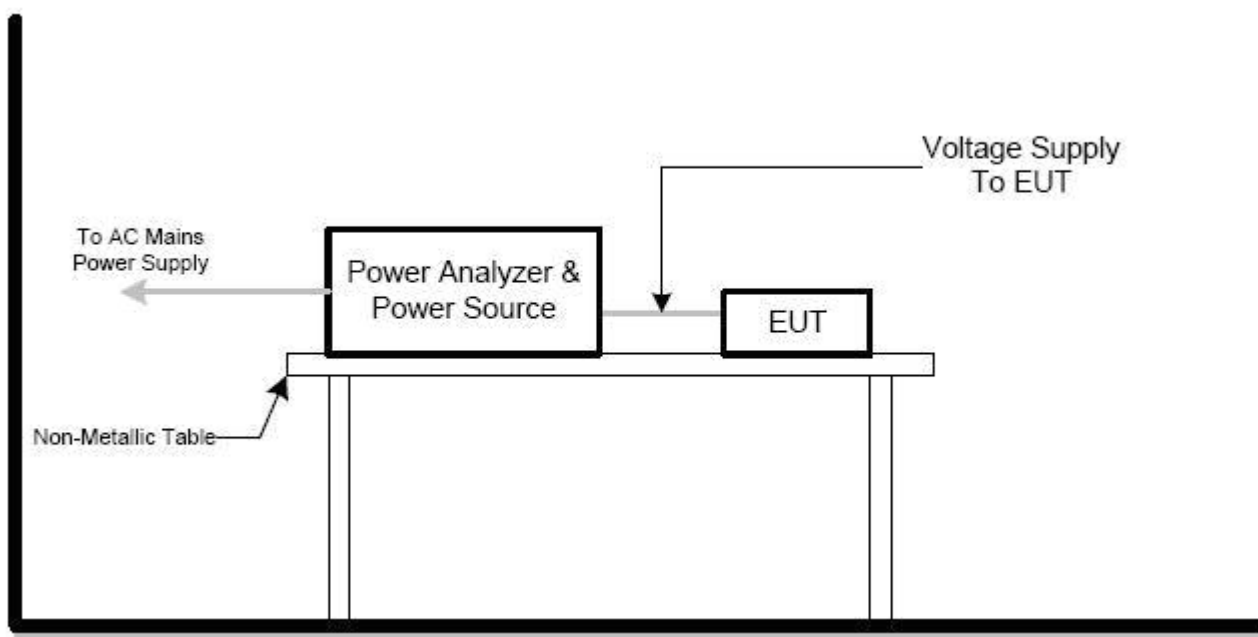 Voltage Supply
To EUT
To AC Mains
Power Supply
Power Analyzer &
Power Source
EUT
Non-Metallic Table